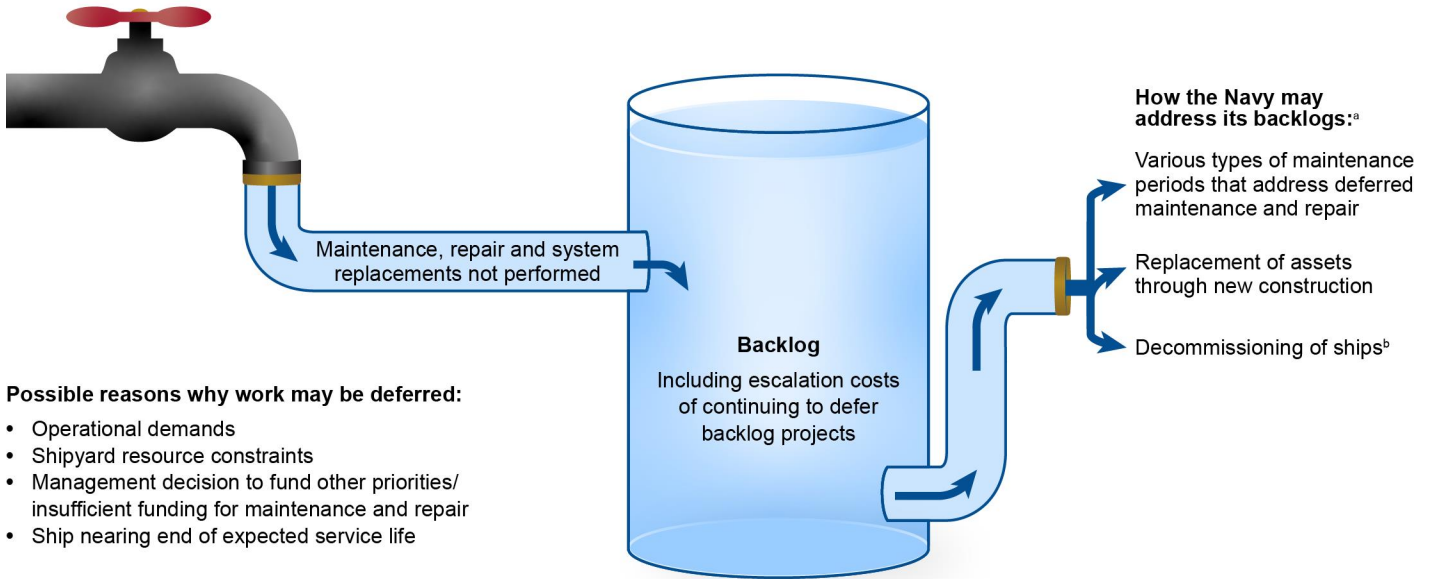 Maintenance, repair and system
replacements not performed
Possible reasons why work may be deferred:
• Operational demands
• Shipyard resource constraints
• Management decision to fund other priorities/
insufficient funding for maintenance and repair
• Ship nearing end of expected service life
Backlog
Including escalation costs
of continuing to defer
backlog projects
How the Navy may
address its backlogs:ᵃ
Various types of maintenance
periods that address deferred
maintenance and repair
Replacement of assets
through new construction
Decommissioning of shipsᵇ